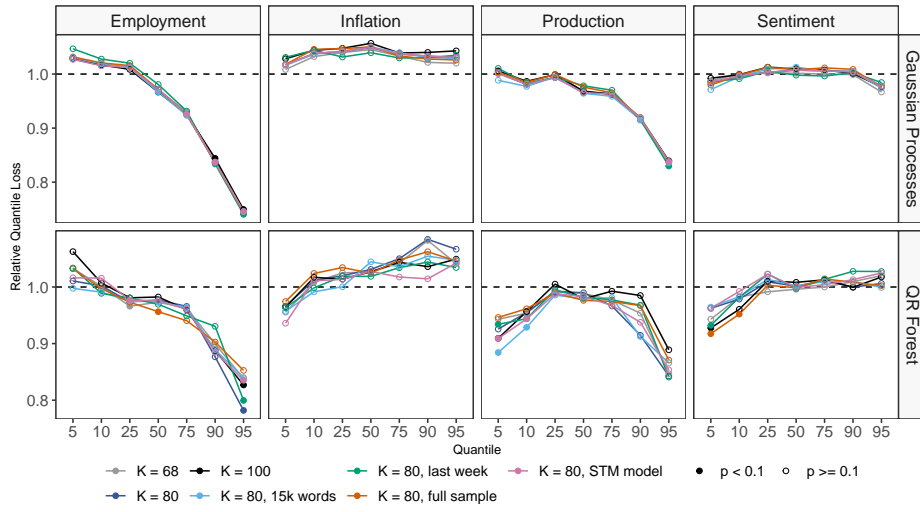 Employment Inflation Production Sentiment
Relative Quantile Loss
1.0
0.9
0.8
Gaussian Processes
1.0
0.9
0.8
QR Forest
5 10 25 50 75 90 95 5 10 25 50 75 90 95 5 10 25 50 75 90 95 5 10 25 50 75 90 95
Quantile
K = 68 K = 100 K = 80, last week K = 80, STM model p < 0.1 p >= 0.1
K = 80 K = 80, 15k words K = 80, full sample